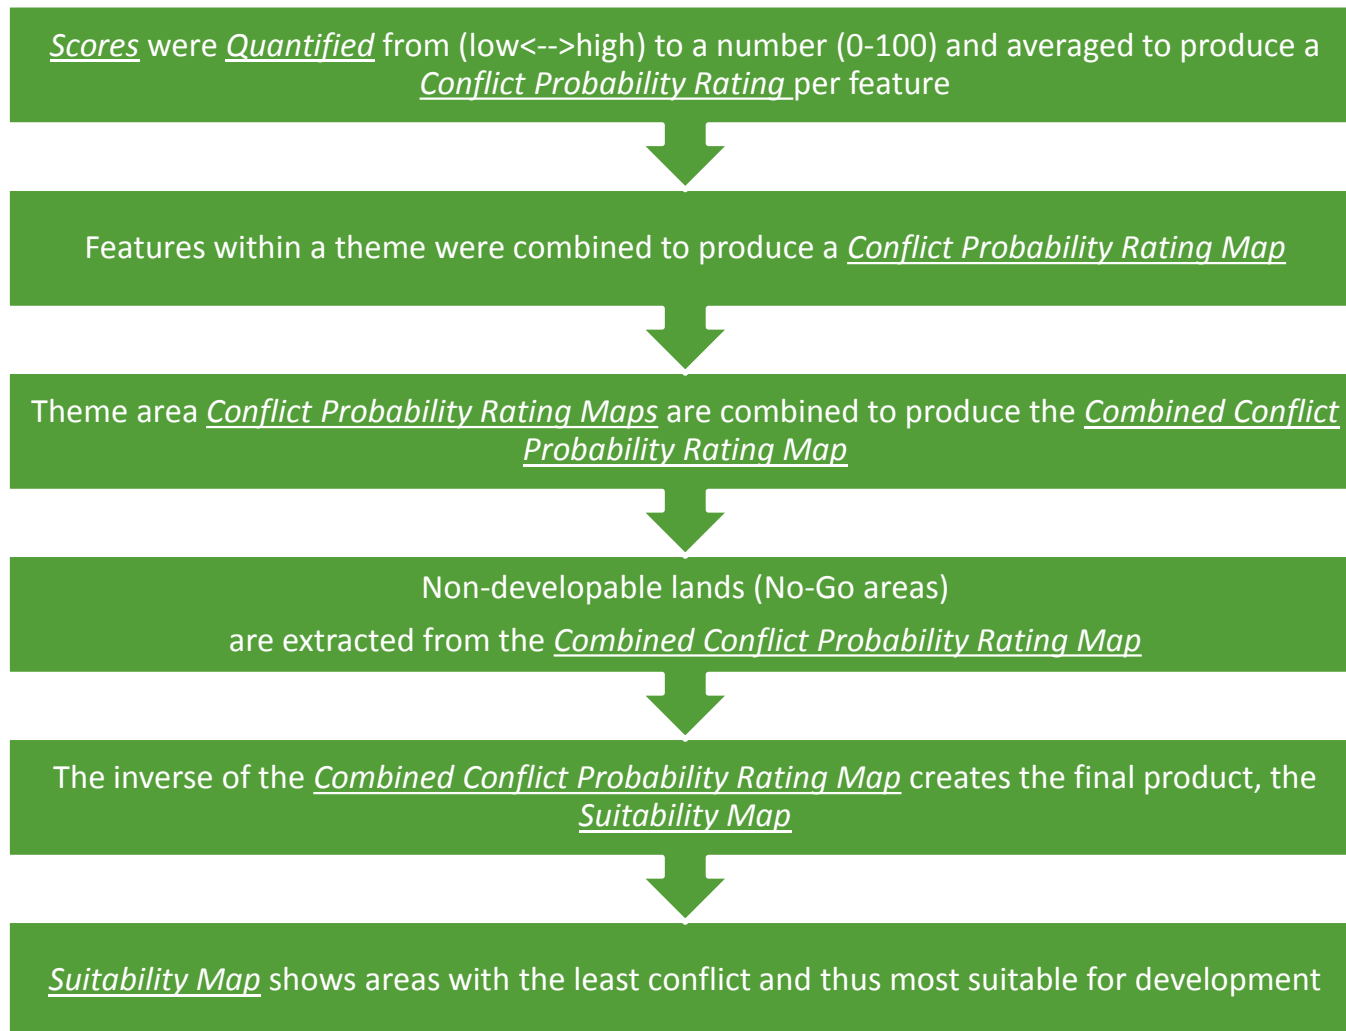 Scores were Quantified from (low<-->high) to a number (0-100) and averaged to produce a
Conflict Probability Rating per feature
Features within a theme were combined to produce a Conflict Probability Rating Map
Theme area Conflict Probability Rating Maps are combined to produce the Combined Conflict
Probability Rating Map
Non-developable lands (No-Go areas)
are extracted from the Combined Conflict Probability Rating Map
The inverse of the Combined Conflict Probability Rating Map creates the final product, the
Suitability Map
Suitability Map shows areas with the least conflict and thus most suitable for development